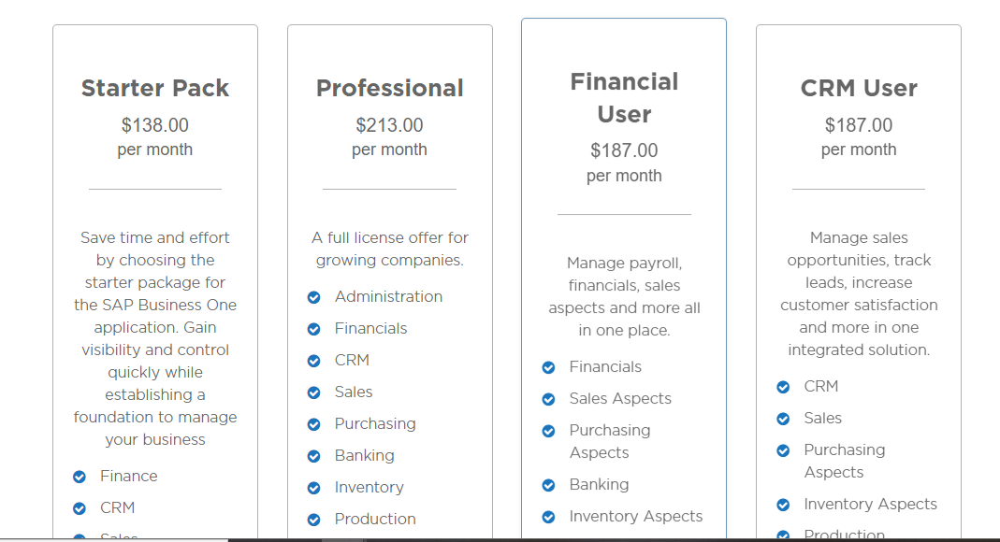 Starter Pack
$138.00
per month
Save time and effort
by choosing the
starter package for
the SAP Business One
application. Gain
visibility and control
quickly while
establishing a
foundation to manage
your business
Finance
CRM
Sales
Professional
$213.00
per month
A full license offer for
growing companies.
Administration
Financials
CRM
Sales
Purchasing
Banking
Inventory
Production
Financial
User
$187.00
per month
Manage payroll,
financials, sales
aspects and more all
in one place.
Financials
Sales Aspects
Purchasing
Aspects
Banking
Inventory Aspects
CRM User
$187.00
per month
Manage sales
opportunities, track
leads, increase
customer satisfaction
and more in one
integrated solution.
CRM
Sales
Purchasing
Aspects
Inventory Aspects
Production